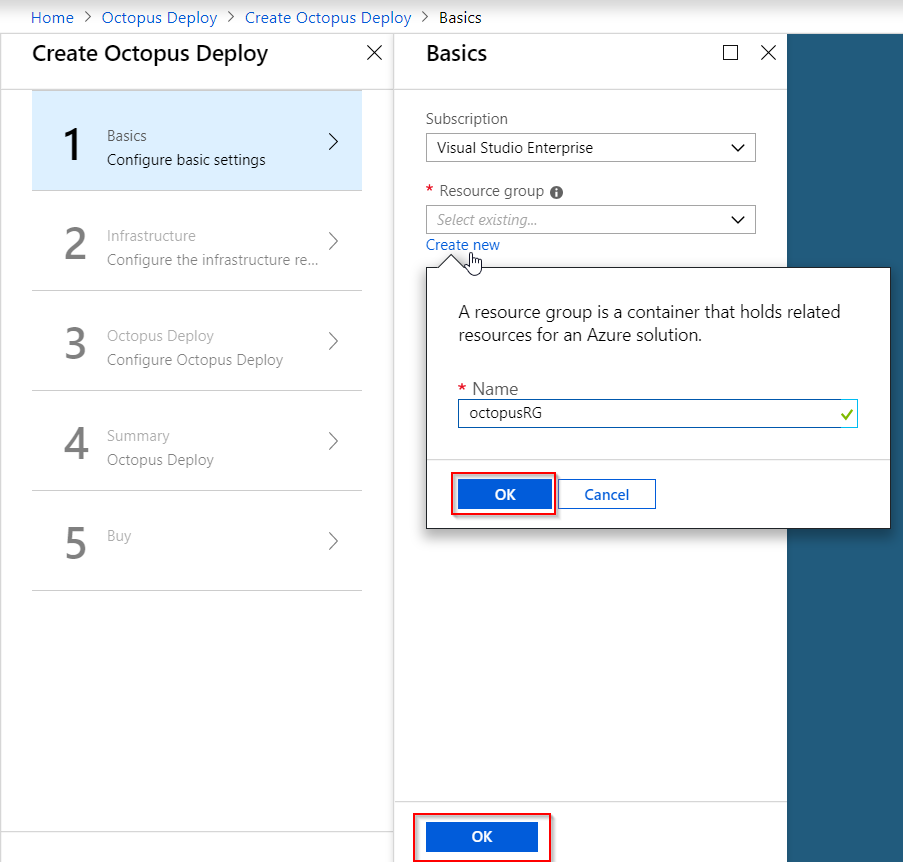 Home > Octopus Deploy > Create Octopus Deploy > Basics
Create Octopus Deploy
1
Basics
Configure basic settings
2
Infrastructure
Configure the infrastructure re...
3
Octopus Deploy
Configure Octopus Deploy
4
Summary
Octopus Deploy
5
Buy
Basics
Subscription
Visual Studio Enterprise
* Resource group
Select existing...
Create new
A resource group is a container that holds related
resources for an Azure solution.
* Name
octopusRG
OK Cancel
OK